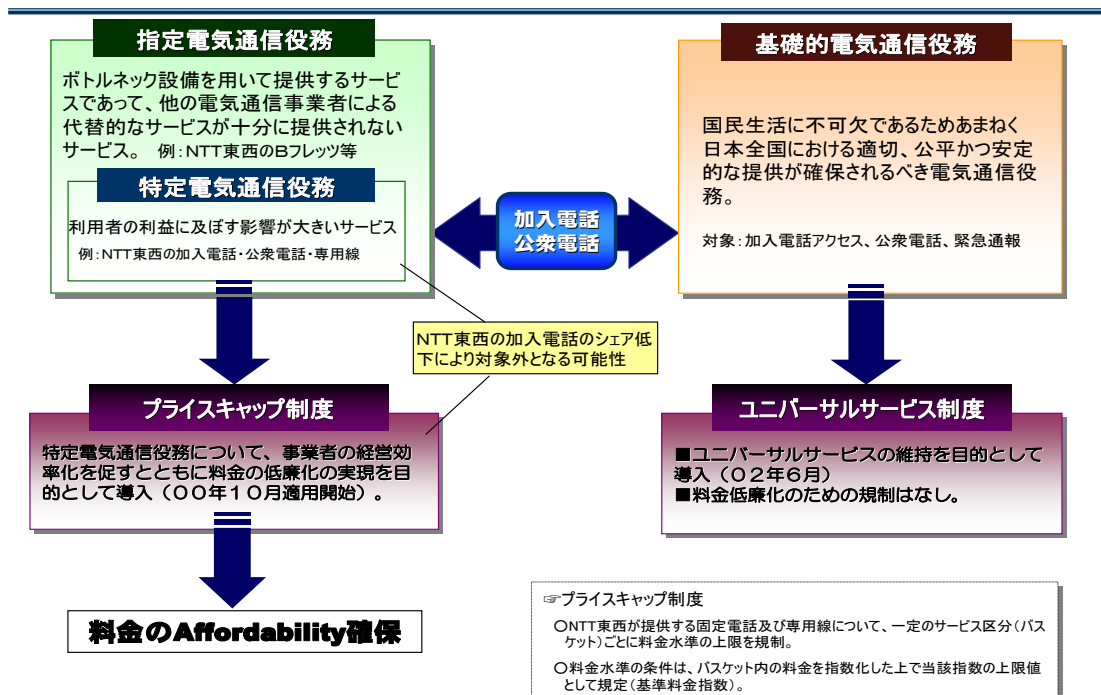 指定電気通信役務
ボトルネック設備を用いて提供するサービ
スであって、他の電気通信事業者による
代替的なサービスが十分に提供されない
サービス。 例:NTT東西のBフレッツ等
特定電気通信役務
利用者の利益に及ぼす影響が大きいサービス
例:NTT東西の加入電話・公衆電話・専用線
加入電話
公衆電話
基礎的電気通信役務
国民生活に不可欠であるためあまねく
日本全国における適切、公平かつ安定
的な提供が確保されるべき電気通信役
務。
対象:加入電話アクセス、公衆電話、緊急通報
NTT東西の加入電話のシェア低
下により対象外となる可能性
プライスキャップ制度
特定電気通信役務について、事業者の経営効
率化を促すとともに料金の低廉化の実現を目
的として導入(00年10月適用開始)。
ユニバーサルサービス制度
■ユニバーサルサービスの維持を目的として
導入(02年6月)
■料金低廉化のための規制はなし。
料金のAffordability確保
☞プライスキャップ制度
○NTT東西が提供する固定電話及び専用線について、一定のサービス区分(バス
ケット)ごとに料金水準の上限を規制。
○料金水準の条件は、バスケット内の料金を指数化した上で当該指数の上限値
として規定(基準料金指数)。